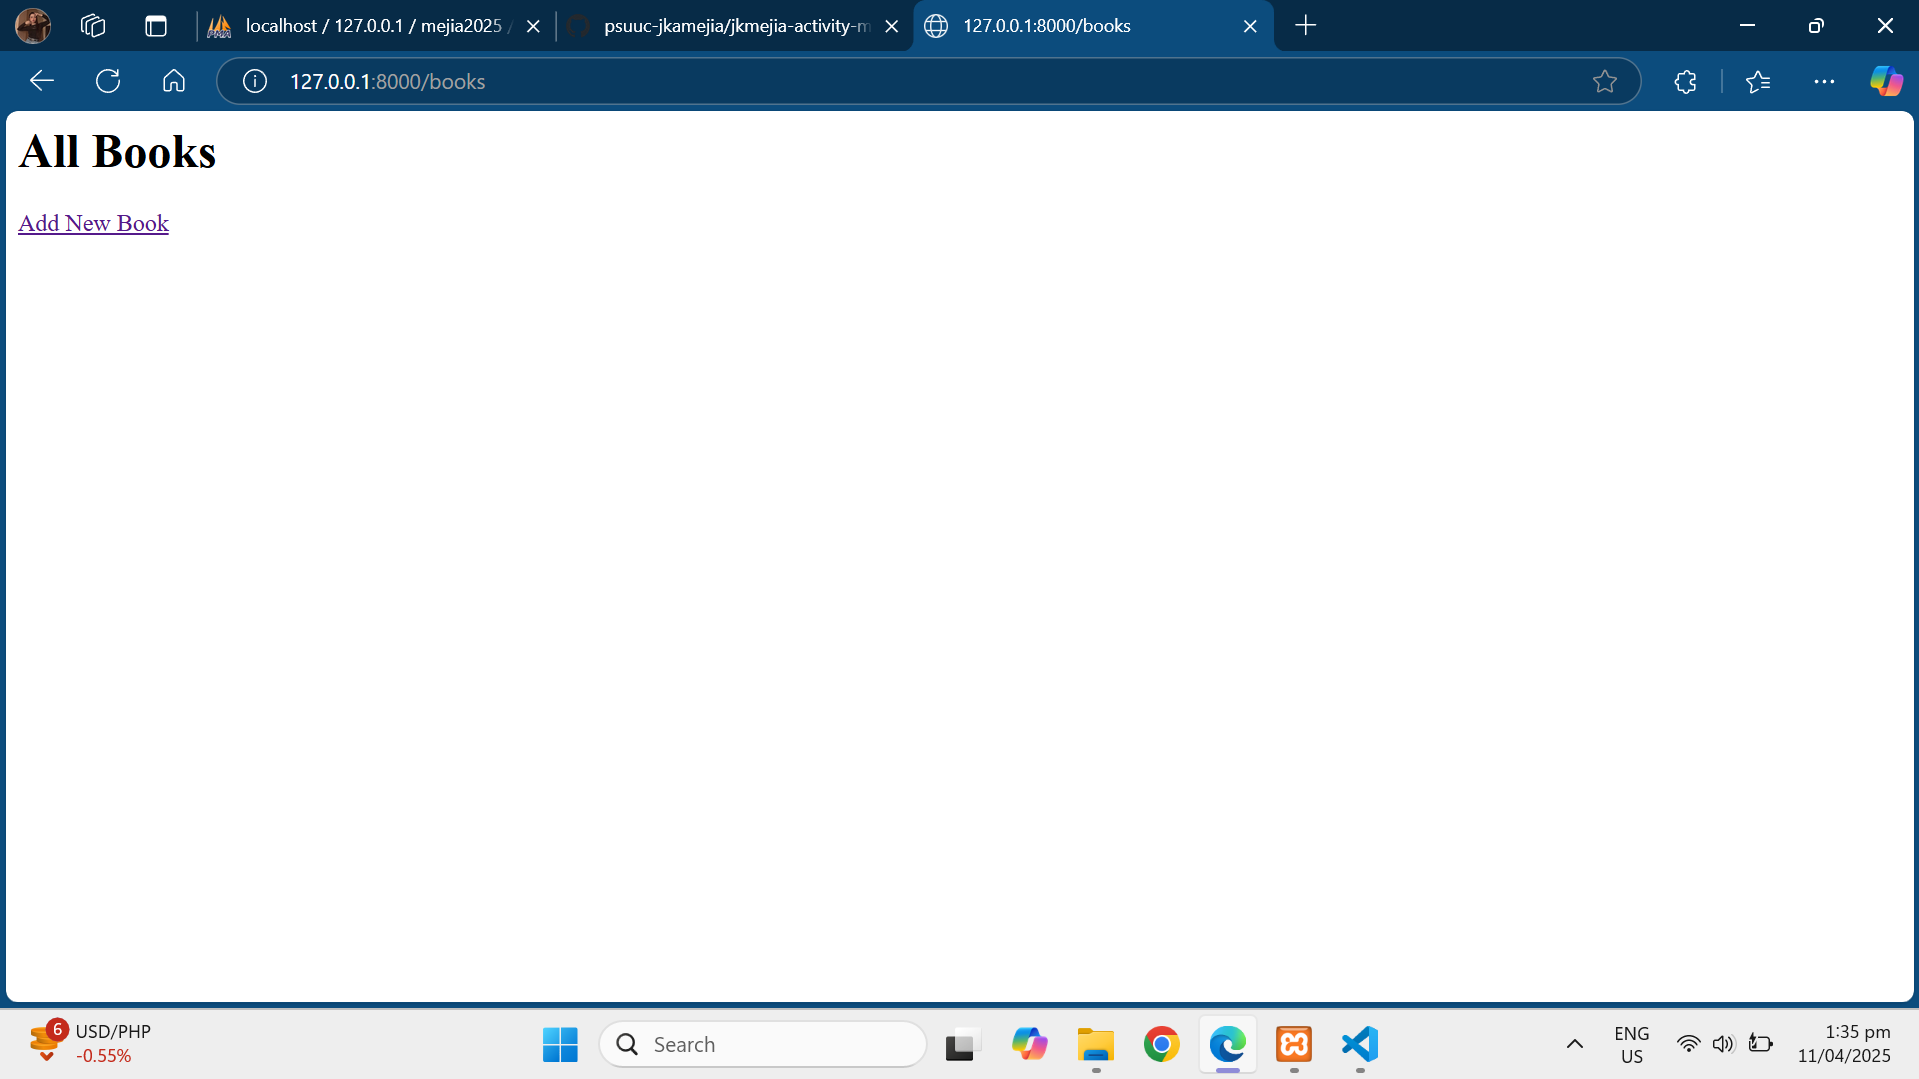 localhost / 127.0.0.1 / mejia2025 /
psuuc-jkamejia/jkmejia-activity-m
127.0.0.1:8000/books
127.0.0.1:8000/books
All Books
Add New Book
6
USD/PHP
-0.55%
Search
ENG
US
1:35 pm
11/04/2025